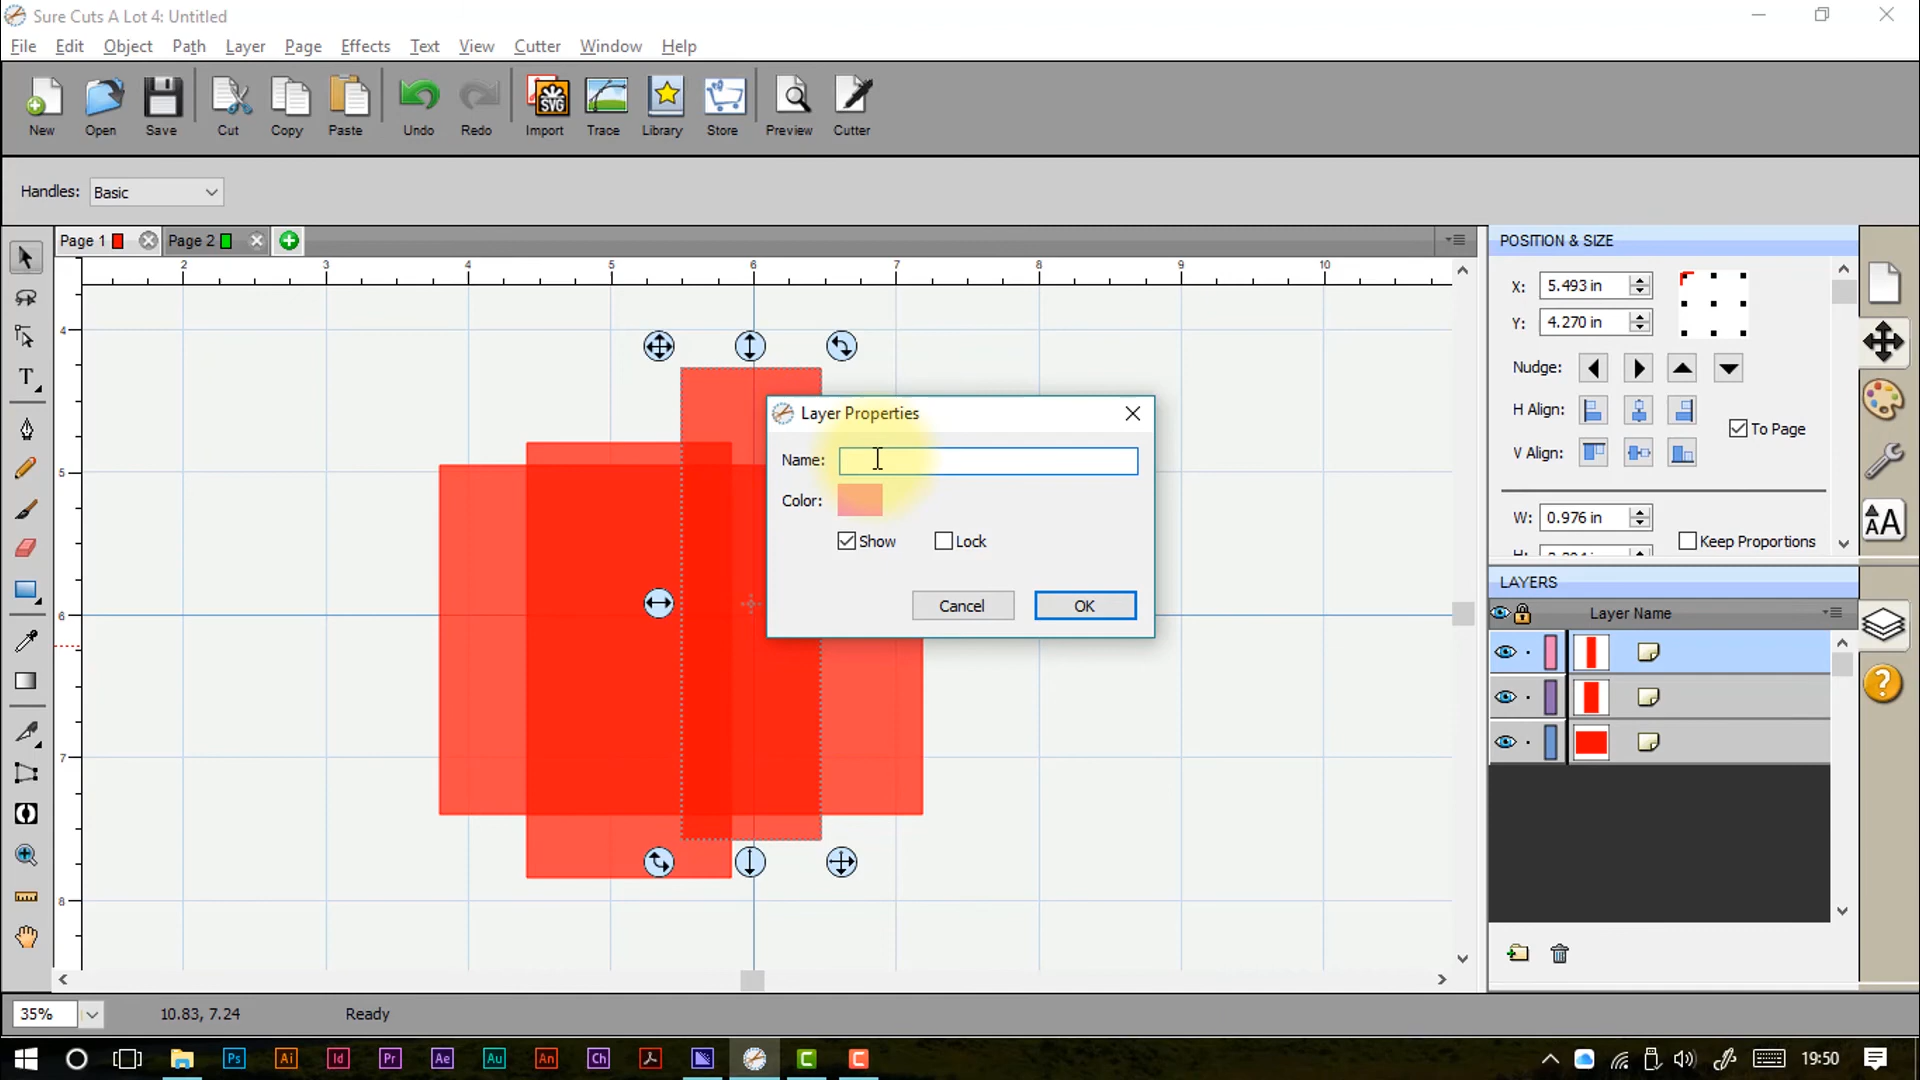 Sure Cuts A Lot 4: Untitled
File Edit Object Path Layer Page Effects Text View Cutter Window Help
SVG
New Open Save Cut Copy Paste Undo Redo Import Trace Library Store Preview Cutter
Handles: Basic
Page 1 Page 2
2 3 4 5 6 7 8 9 10
4
5
6
7
8
T
POSITION & SIZE
X: 5.493 in
Y: 4.270 in
Nudge:
H Align:
To Page
V Align:
W: 0.976 in
Keep Proportions
AA
Layer Properties
Name:
Color:
Show Lock
Cancel OK
LAYERS
Layer Name
35% 10.83, 7.24 Ready
Ps Ai Id Pr Ae Au An Ch C C
19:50